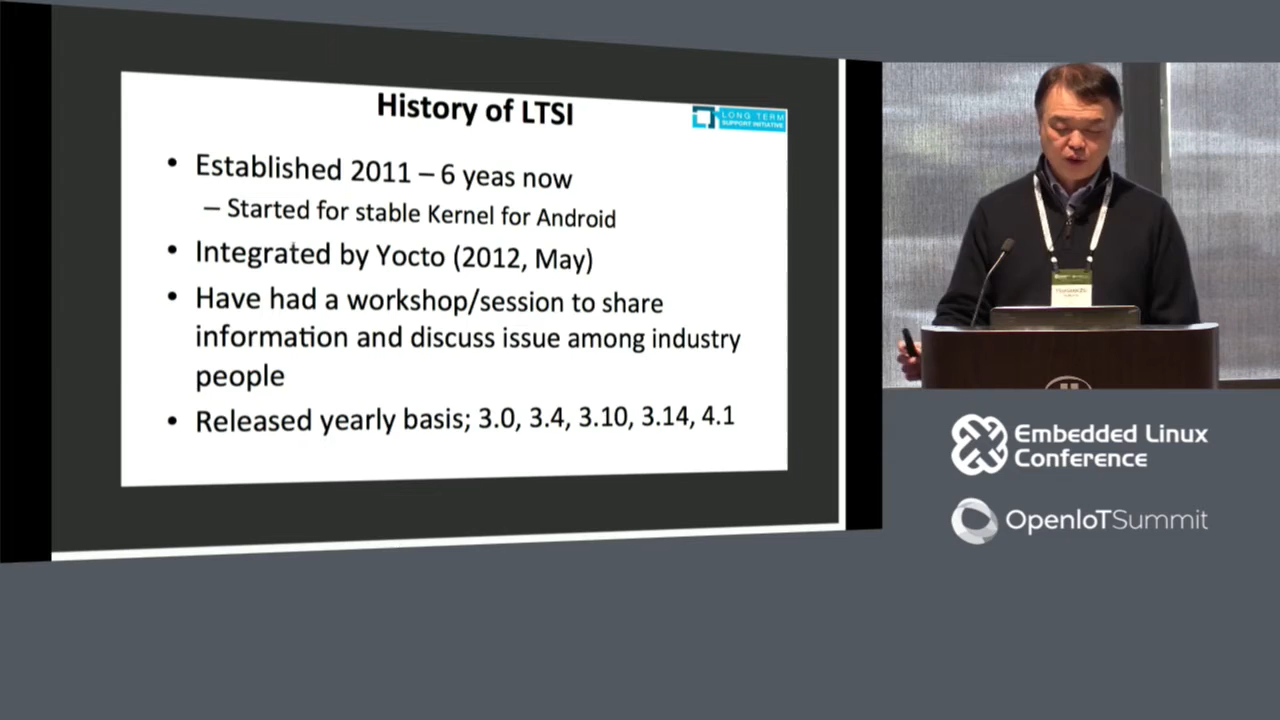 History of LTSI
LONG TERM
SUPPORT INITIATIVE
• Established 2011 – 6 yeas now
– Started for stable Kernel for Android
• Integrated by Yocto (2012, May)
• Have had a workshop/session to share
information and discuss issue among industry
people
• Released yearly basis; 3.0, 3.4, 3.10, 3.14, 4.1
Embedded Linux
Conference
OpenIoTSummit